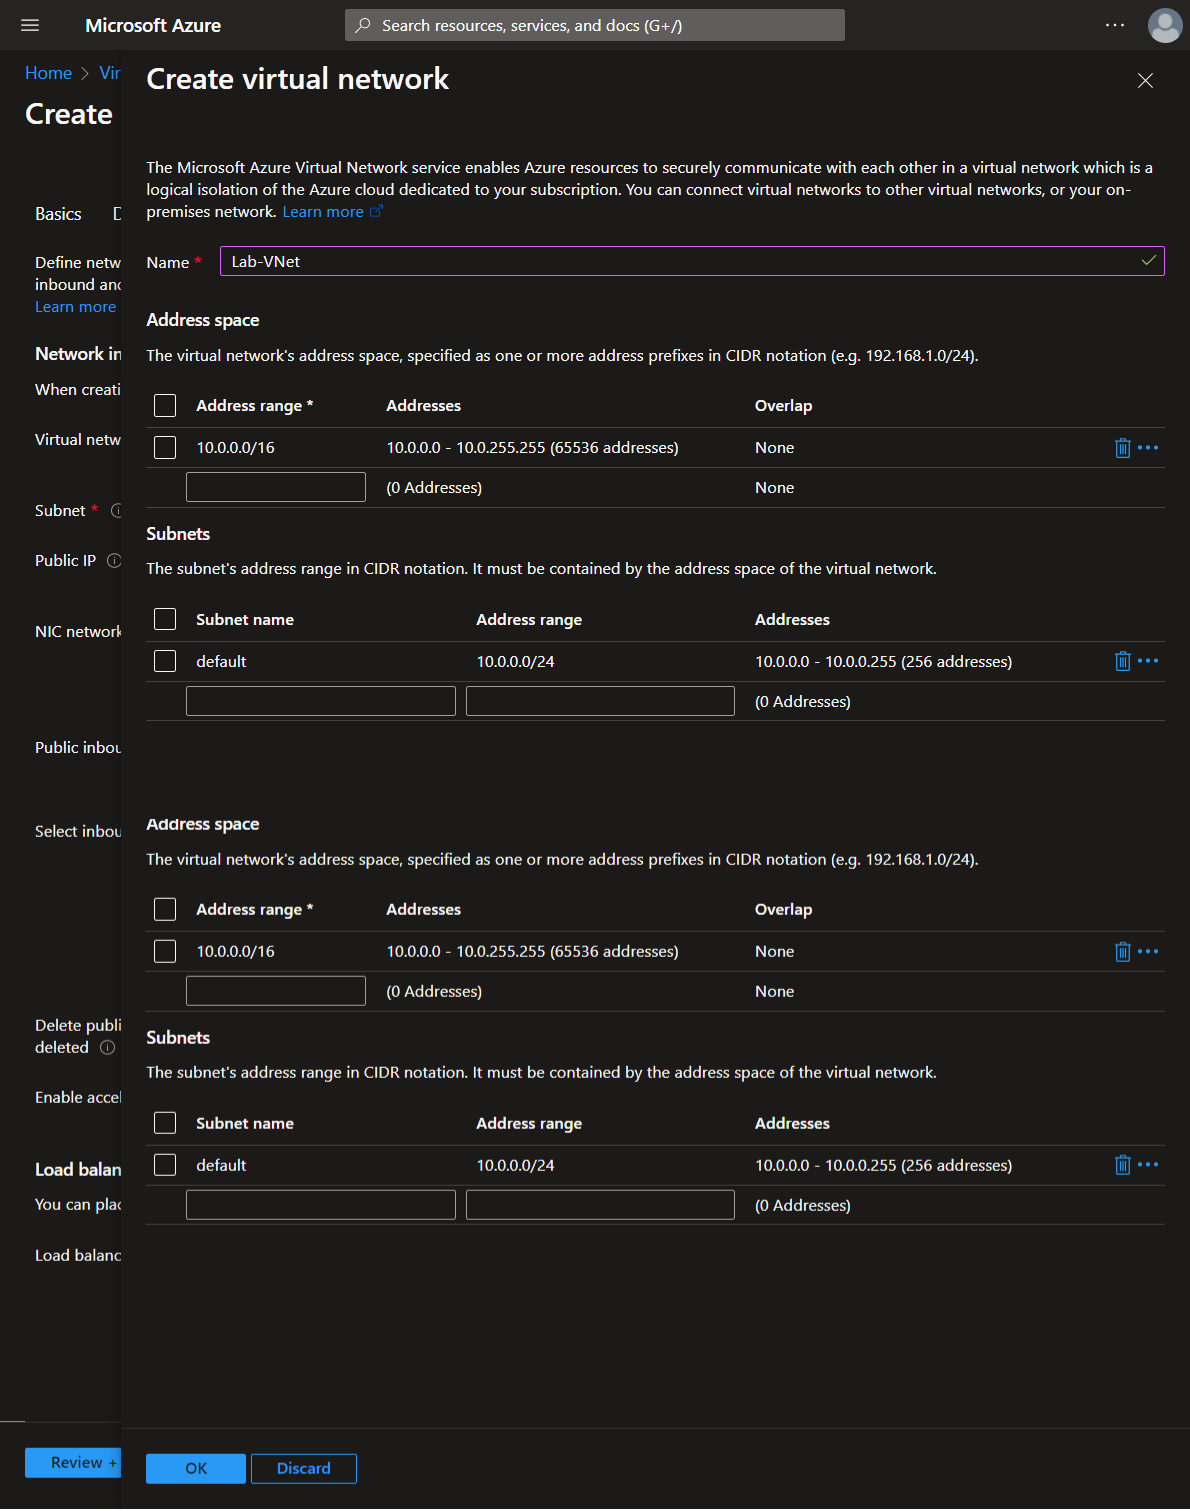 Microsoft Azure
Search resources, services, and docs (G+/)
Home > Vir
Create
Create virtual network
The Microsoft Azure Virtual Network service enables Azure resources to securely communicate with each other in a virtual network which is a
logical isolation of the Azure cloud dedicated to your subscription. You can connect virtual networks to other virtual networks, or your on-
premises network. Learn more
Basics
Define netw
inbound and
Learn more
Name *
Lab-VNet
Address space
Network in
The virtual network's address space, specified as one or more address prefixes in CIDR notation (e.g. 192.168.1.0/24).
When creati
Address range * Addresses Overlap
Virtual netw
10.0.0.0/16 10.0.0.0 - 10.0.255.255 (65536 addresses) None
(0 Addresses) None
Subnet *
Subnets
Public IP
The subnet's address range in CIDR notation. It must be contained by the address space of the virtual network.
Subnet name Address range Addresses
NIC network
default 10.0.0.0/24 10.0.0.0 - 10.0.0.255 (256 addresses)
(0 Addresses)
Public inbou
Address space
Select inbou
The virtual network's address space, specified as one or more address prefixes in CIDR notation (e.g. 192.168.1.0/24).
Address range * Addresses Overlap
10.0.0.0/16 10.0.0.0 - 10.0.255.255 (65536 addresses) None
(0 Addresses) None
Delete publi
deleted
Subnets
The subnet's address range in CIDR notation. It must be contained by the address space of the virtual network.
Enable accel
Subnet name Address range Addresses
Load balan
default 10.0.0.0/24 10.0.0.0 - 10.0.0.255 (256 addresses)
You can plac
(0 Addresses)
Load balanc
Review +
OK
Discard